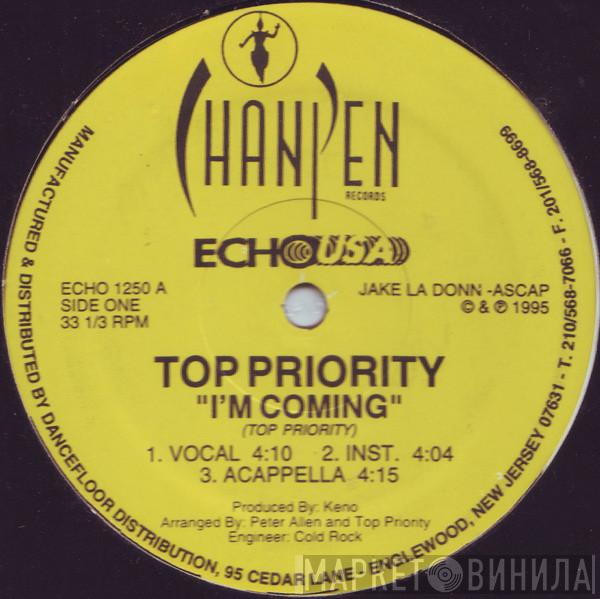 CHANPEN
RECORDS
ECHO USA
ECHO 1250 A
SIDE ONE
33 1/3 RPM
JAKE LA DONN -ASCAP
© & ℗ 1995
TOP PRIORITY
"I'M COMING"
(TOP PRIORITY)
1. VOCAL 4:10 2. INST. 4:04
3. ACAPPELLA 4:15
Produced By: Keno
Arranged By: Peter Allen and Top Priority
Engineer: Cold Rock
MANUFACTURED & DISTRIBUTED BY DANCEFLOOR DISTRIBUTION, 95 CEDAR LANE - ENGLEWOOD, NEW JERSEY 07631 - T. 210/568-7066 - F. 201/568-8699
МАРКЕТ ВИНИЛА